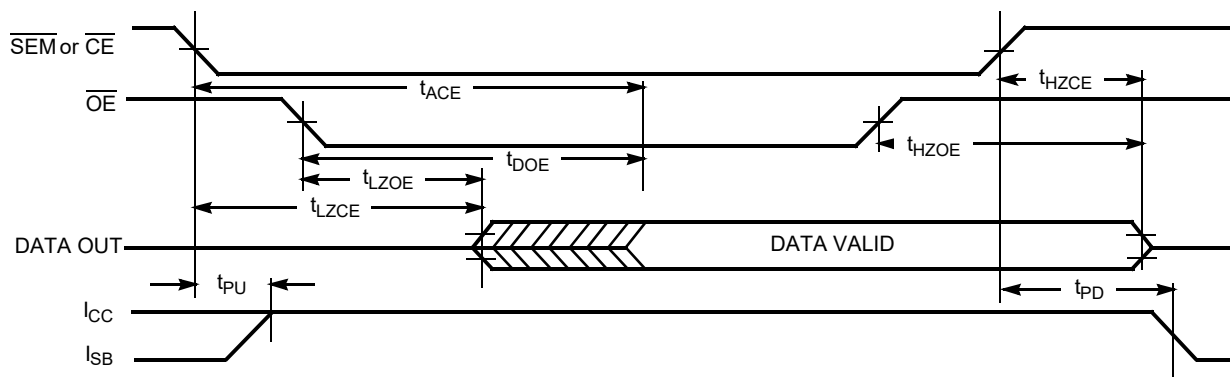 SEM or CE
tACE
tHZCE
OE
tDOE
tHZOE
tLZOE
tLZCE
DATA OUT
DATA VALID
tPU
tPD
ICC
ISB